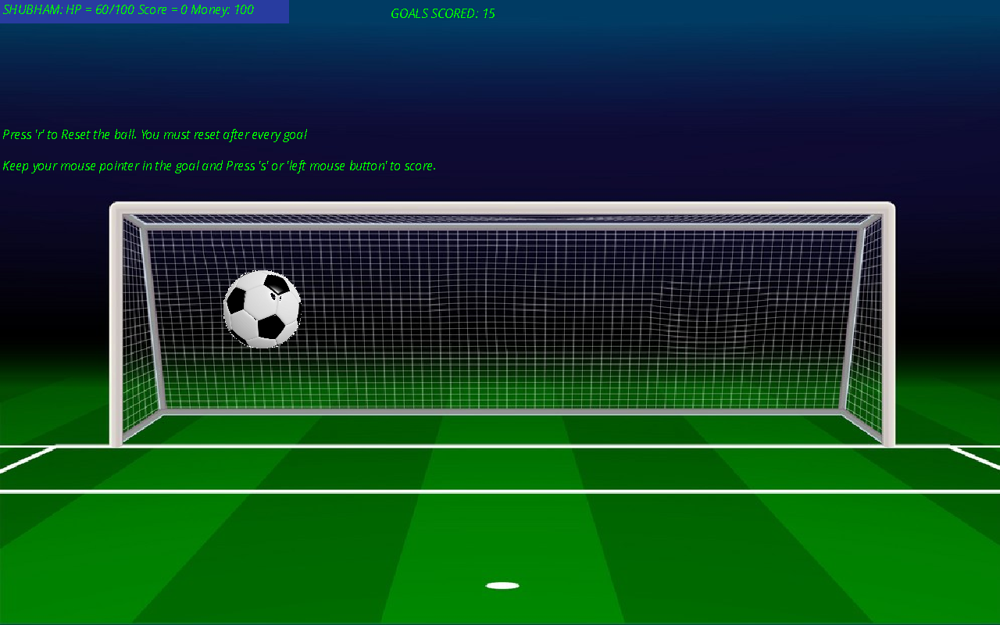 SHUBHAM: HP = 60/100 Score = 0 Money: 100
GOALS SCORED: 15
Press 'r' to Reset the ball. You must reset after every goal
Keep your mouse pointer in the goal and Press 's' or 'left mouse button' to score.